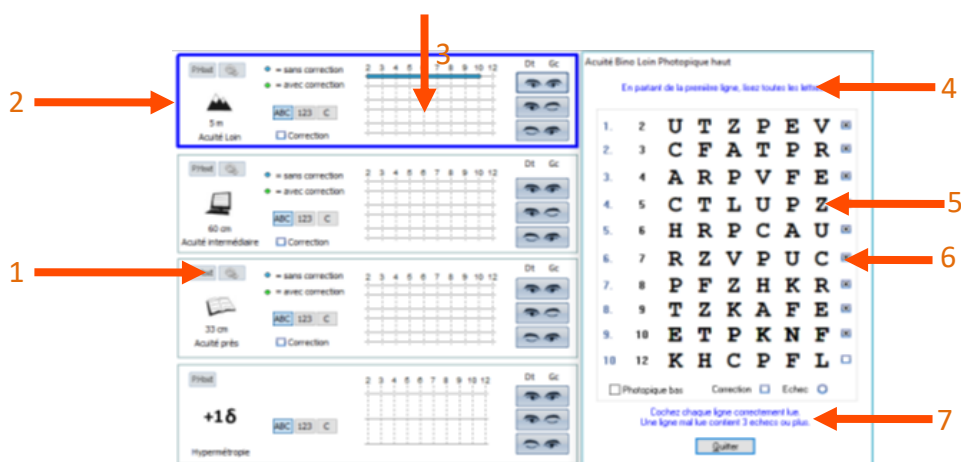 3
2
1
4
5
6
7
P.Haut
= sans correction
= avec correction
2 3 4 5 6 7 8 9 10 12
Dt Gc
ABC 123 C
5 m
Acuité Loin
Correction
P.Haut
= sans correction
= avec correction
2 3 4 5 6 7 8 9 10 12
Dt Gc
ABC 123 C
60 cm
Acuité intermédiaire
Correction
= sans correction
= avec correction
2 3 4 5 6 7 8 9 10 12
Dt Gc
ABC 123 C
33 cm
Acuité près
Correction
P.Haut
2 3 4 5 6 7 8 9 10 12
Dt Gc
+1δ
ABC 123 C
Hypermétropie
Acuité Bino Loin Photopique haut
En partant de la première ligne, lisez toutes les
1. 2 U T Z P E V
2. 3 C F A T P R
3. 4 A R P V F E
4. 5 C T L U P Z
5. 6 H R P C A U
6. 7 R Z V P U C
7. 8 P F Z H K R
8. 9 T Z K A F E
9. 10 E T P K N F
10 12 K H C P F L
Photopique bas Correction Echec
Cochez chaque ligne correctement lue.
Une ligne mal lue contient 3 echecs ou plus.
Quitter